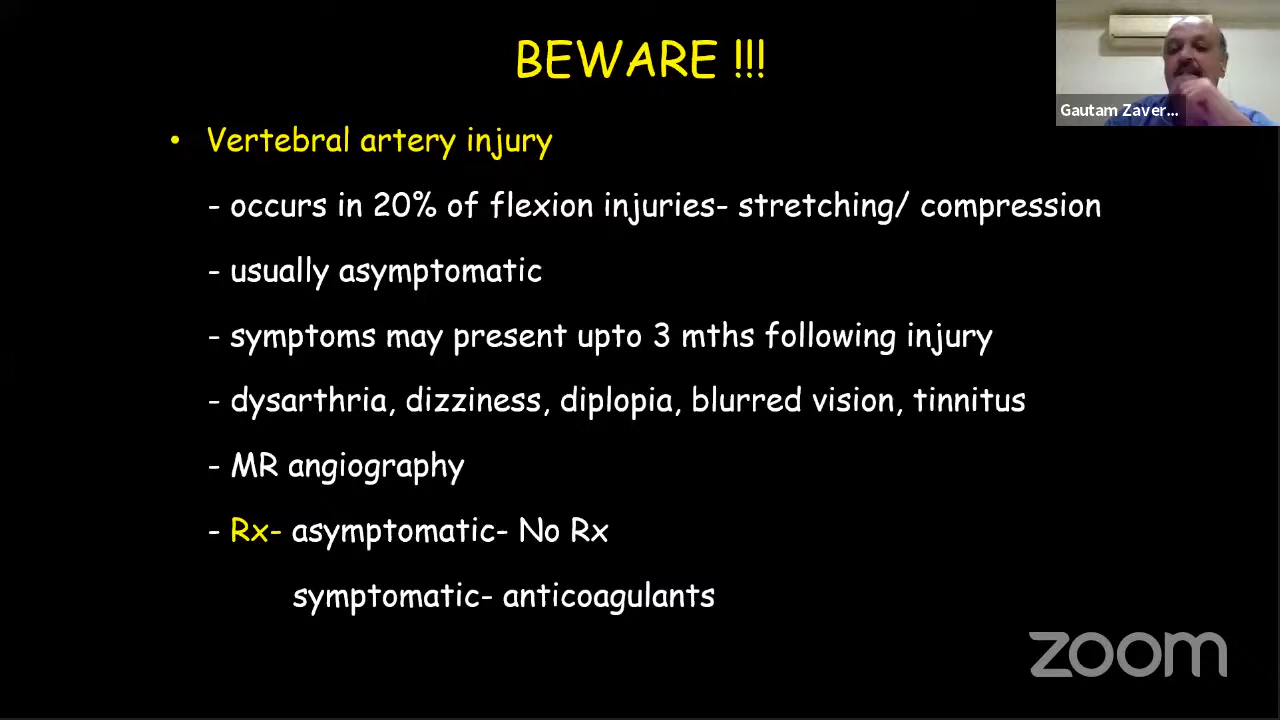 BEWARE !!!
Gautam Zaver...
• Vertebral artery injury
- occurs in 20% of flexion injuries- stretching/ compression
- usually asymptomatic
- symptoms may present upto 3 mths following injury
- dysarthria, dizziness, diplopia, blurred vision, tinnitus
- MR angiography
- Rx- asymptomatic- No Rx
symptomatic- anticoagulants
zoom